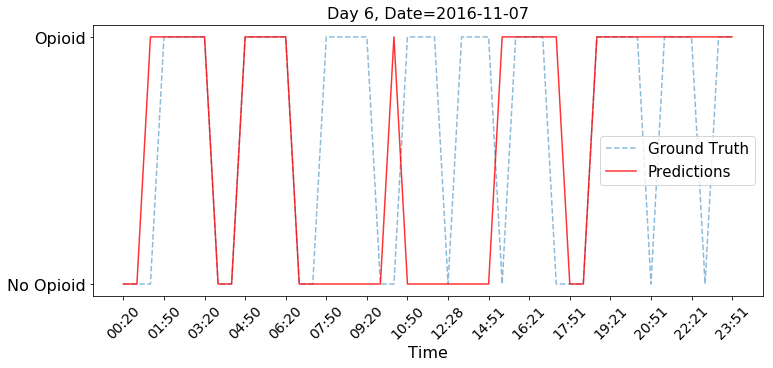 Day 6, Date=2016-11-07
Opioid
No Opioid
Ground Truth
Predictions
00:20
01:50
03:20
04:50
06:20
07:50
09:20
10:50
12:28
14:51
16:21
17:51
19:21
20:51
22:21
23:51
Time